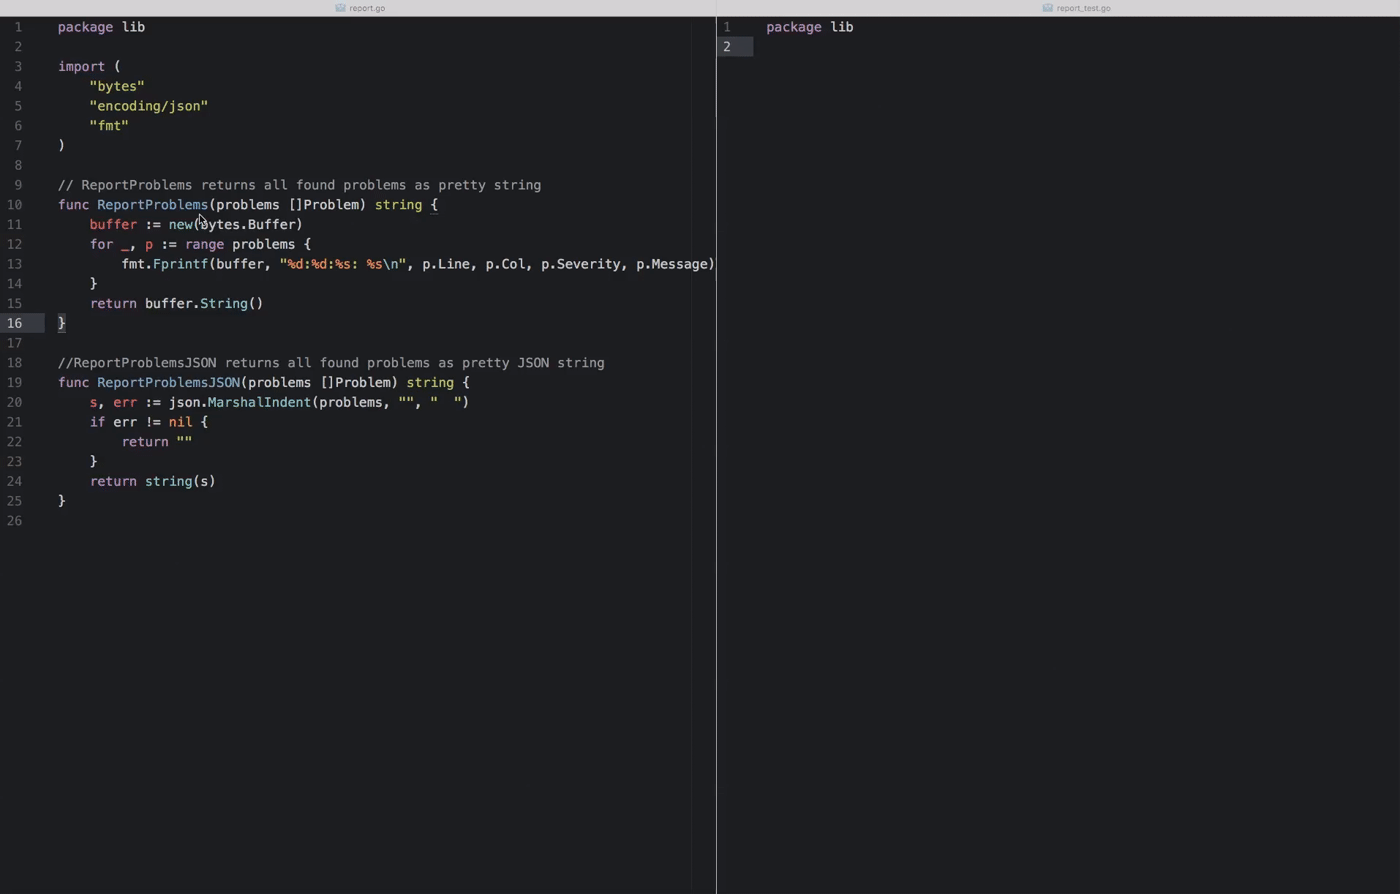 report.go
1 package lib
2
3 import (
4 "bytes"
5 "encoding/json"
6 "fmt"
7 )
8
9 // ReportProblems returns all found problems as pretty string
10 func ReportProblems(problems []Problem) string {
11 buffer := new(bytes.Buffer)
12 for _, p := range problems {
13 fmt.Fprintf(buffer, "%d:%d:%s: %s\n", p.Line, p.Col, p.Severity, p.Message)
14 }
15 return buffer.String()
16 }
17
18 //ReportProblemsJSON returns all found problems as pretty JSON string
19 func ReportProblemsJSON(problems []Problem) string {
20 s, err := json.MarshalIndent(problems, "", "  ")
21 if err != nil {
22 return ""
23 }
24 return string(s)
25 }
26
report_test.go
1 package lib
2